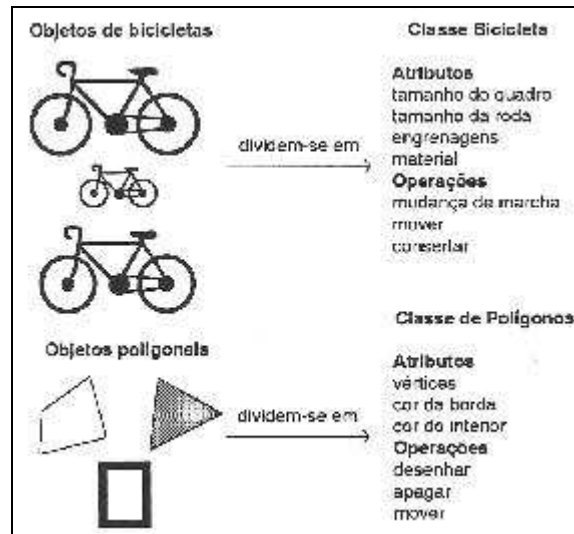 Objetos de bicicletas
dividem-se em
Classe Bicicleta
Atributos
tamanho do quadro
tamanho da roda
engrenagens
material
Operações
mudança de marcha
mover
consertar
Objetos poligonais
dividem-se em
Classe de Polígonos
Atributos
vértices
cor da borda
cor do interior
Operações
desenhar
apagar
mover